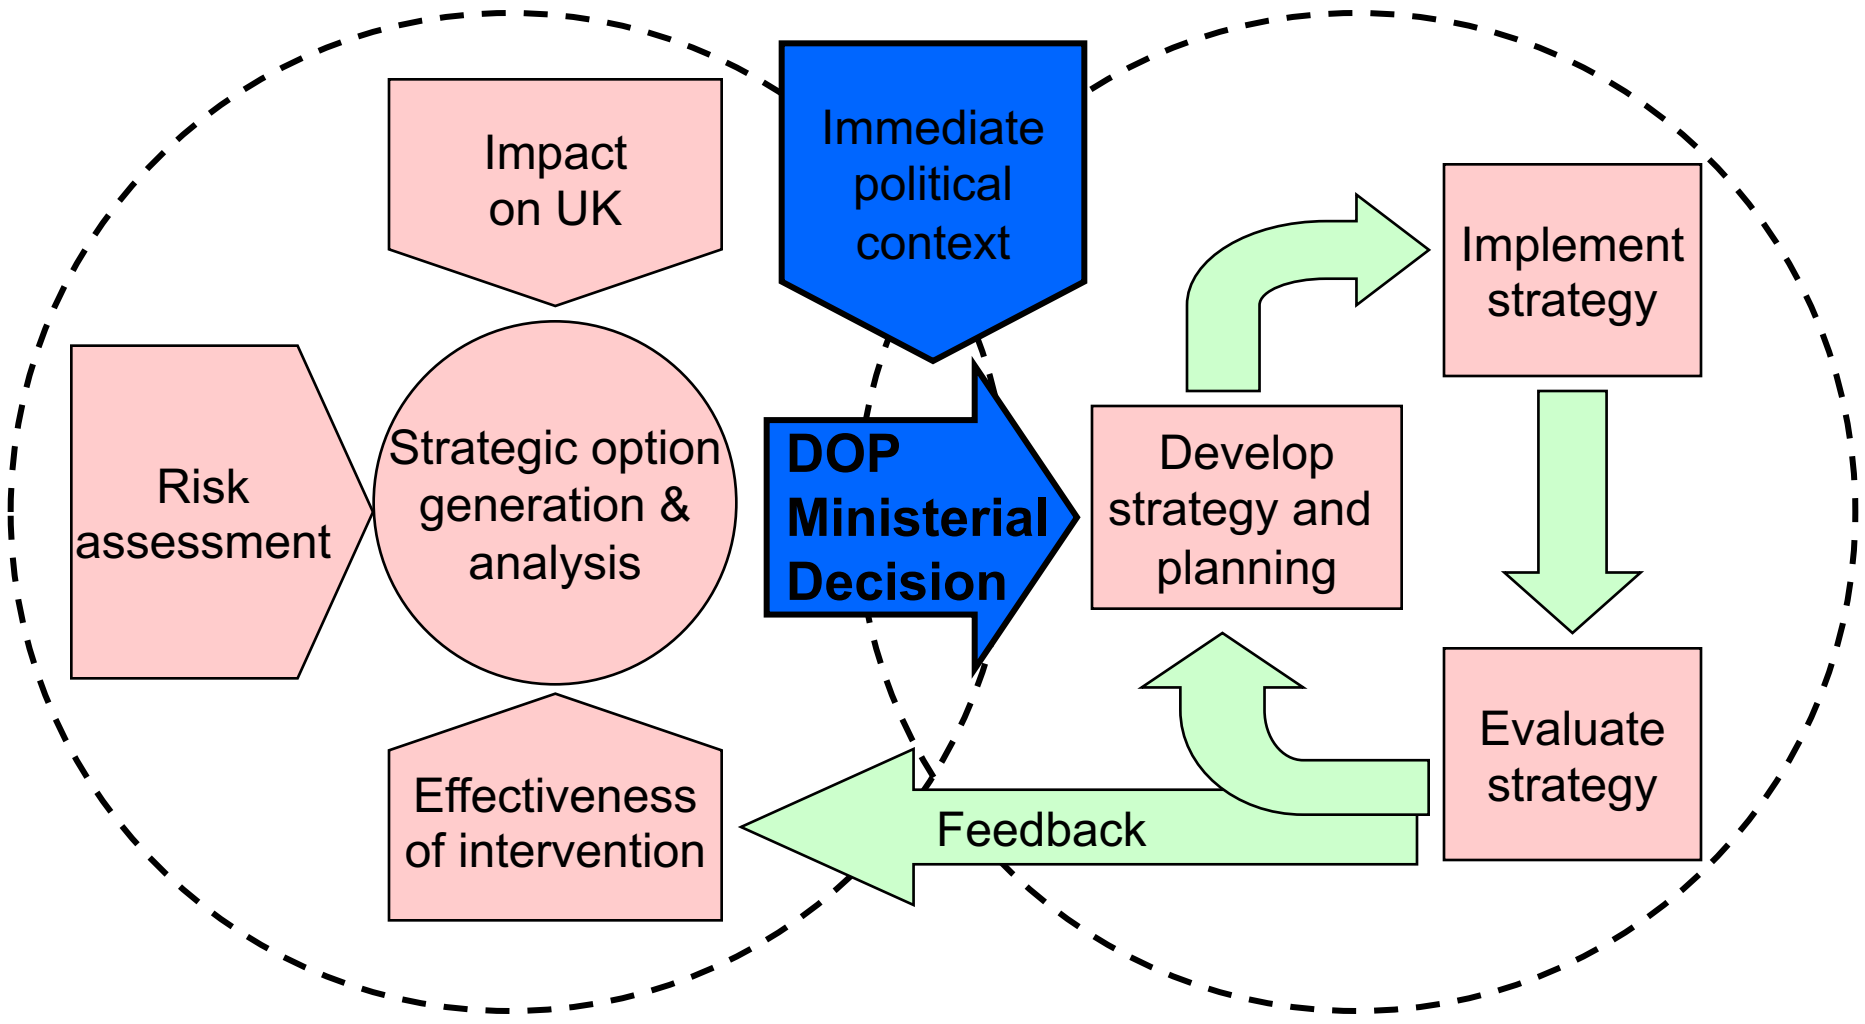 Impact
on UK
Immediate
political
context
Implement
strategy
Risk
assessment
Strategic option
generation &
analysis
DOP
Ministerial
Decision
Develop
strategy and
planning
Effectiveness
of intervention
Feedback
Evaluate
strategy